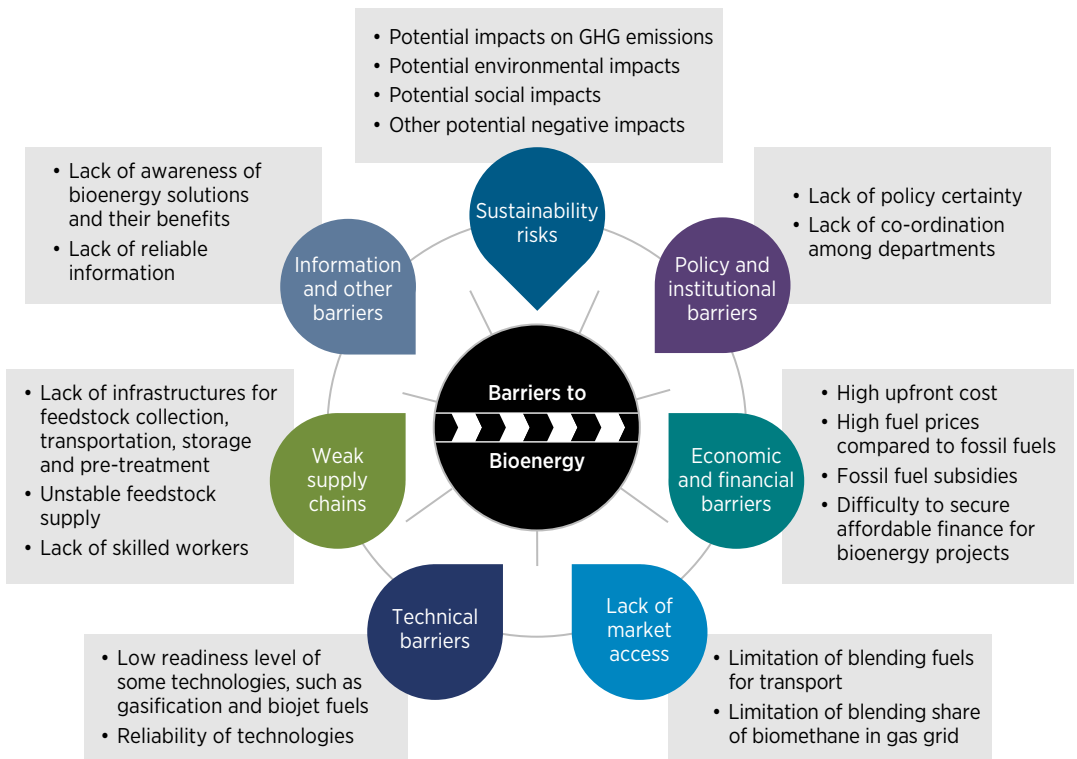 • Potential impacts on GHG emissions
• Potential environmental impacts
• Potential social impacts
• Other potential negative impacts
Sustainability
risks
• Lack of policy certainty
• Lack of co-ordination
among departments
Policy and
institutional
barriers
• High upfront cost
• High fuel prices
compared to fossil fuels
• Fossil fuel subsidies
• Difficulty to secure
affordable finance for
bioenergy projects
Economic
and financial
barriers
• Limitation of blending fuels
for transport
• Limitation of blending share
of biomethane in gas grid
Lack of
market
access
• Low readiness level of
some technologies, such as
gasification and biojet fuels
• Reliability of technologies
Technical
barriers
• Lack of infrastructures for
feedstock collection,
transportation, storage
and pre-treatment
• Unstable feedstock
supply
• Lack of skilled workers
Weak
supply
chains
• Lack of awareness of
bioenergy solutions
and their benefits
• Lack of reliable
information
Information
and other
barriers
Barriers to
Bioenergy